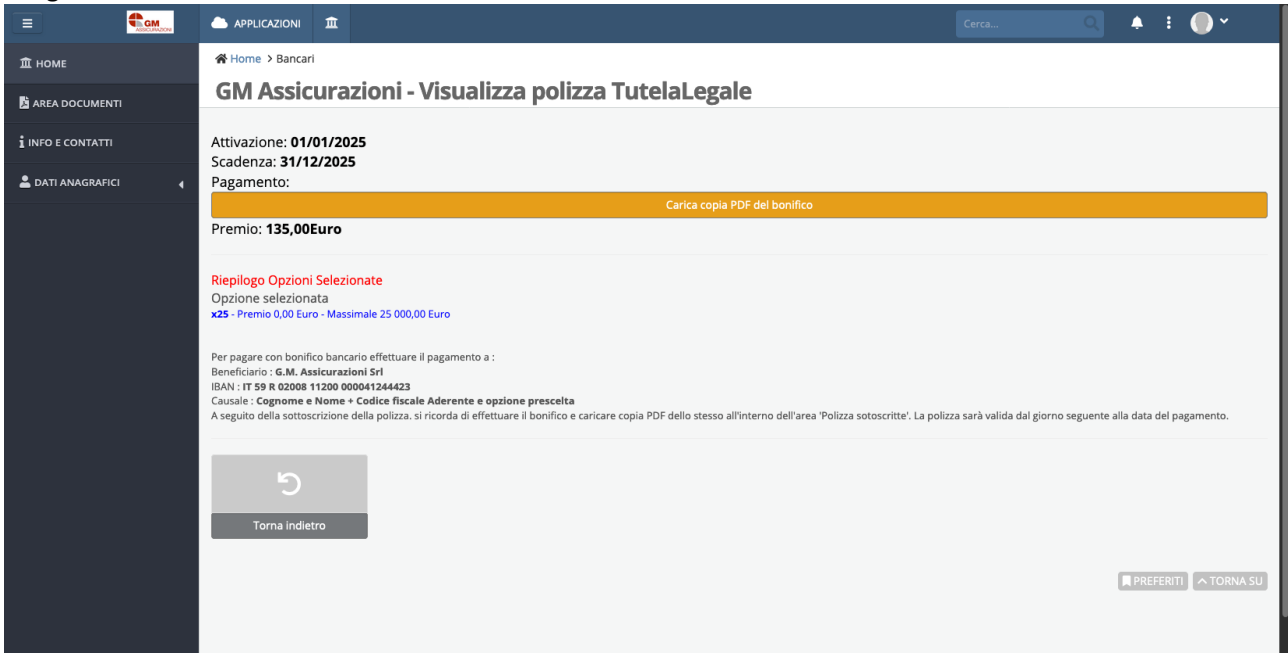 GM
ASSICURAZIONI
APPLICAZIONI
Cerca...
HOME
AREA DOCUMENTI
INFO E CONTATTI
DATI ANAGRAFICI
Home > Bancari
GM Assicurazioni - Visualizza polizza TutelaLegale
Attivazione: 01/01/2025
Scadenza: 31/12/2025
Pagamento:
Carica copia PDF del bonifico
Premio: 135,00Euro
Riepilogo Opzioni Selezionate
Opzione selezionata
x25 - Premio 0,00 Euro - Massimale 25 000,00 Euro
Per pagare con bonifico bancario effettuare il pagamento a :
Beneficiario : G.M. Assicurazioni Srl
IBAN : IT 59 R 02008 11200 000041244423
Causale : Cognome e Nome + Codice fiscale Aderente e opzione prescelta
A seguito della sottoscrizione della polizza. si ricorda di effettuare il bonifico e caricare copia PDF dello stesso all'interno dell'area 'Polizza sotoscritte'. La polizza sarà valida dal giorno seguente alla data del pagamento.
Torna indietro
PREFERITI
TORNA SU